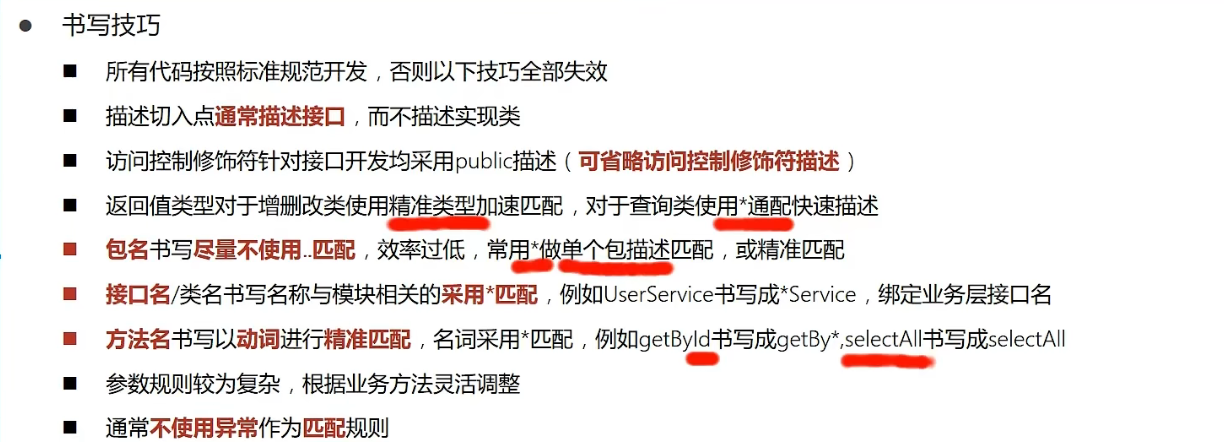 ● 书写技巧
■ 所有代码按照标准规范开发，否则以下技巧全部失效
■ 描述切入点通常描述接口，而不描述实现类
■ 访问控制修饰符针对接口开发均采用public描述（可省略访问控制修饰符描述）
■ 返回值类型对于增删改类使用精准类型加速匹配，对于查询类使用*通配快速描述
■ 包名书写尽量不使用..匹配，效率过低，常用*做单个包描述匹配，或精准匹配
■ 接口名/类名书写名称与模块相关的采用*匹配，例如UserService书写成*Service，绑定业务层接口名
■ 方法名书写以动词进行精准匹配，名词采用*匹配，例如getById书写成getBy*,selectAll书写成selectAll
■ 参数规则较为复杂，根据业务方法灵活调整
■ 通常不使用异常作为匹配规则